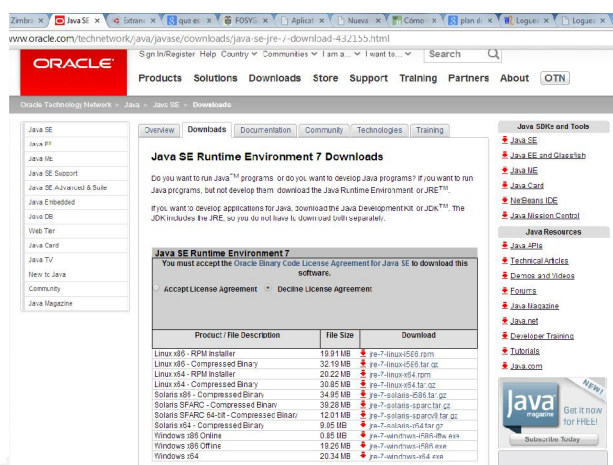 Zimbra
Java SE
Extrane
que es
FOSYG
Aplicat
Nueva
Cómo
plan de
Loguea
Loguea
www.oracle.com/technetwork/java/javase/downloads/java-se-jre-7-download-432155.html
Sign In/Register Help Country Communities I am a... I want to... Search
ORACLE
Products Solutions Downloads Store Support Training Partners About OTN
Oracle Technology Network > Java > Java SE > Downloads
Java SE
Java EE
Java ME
Java SE Support
Java SE Advanced & Suite
Java Embedded
Java DB
Web Tier
Java Card
Java TV
New to Java
Community
Java Magazine
Overview Downloads Documentation Community Technologies Training
Java SE Runtime Environment 7 Downloads
Do you want to run Java™ programs, or do you want to develop Java programs? If you want to run
Java programs, but not develop them, download the Java Runtime Environment, or JRE™.
If you want to develop applications for Java, download the Java Development Kit, or JDK™. The
JDK includes the JRE, so you do not have to download both separately.
Java SE Runtime Environment 7
You must accept the Oracle Binary Code License Agreement for Java SE to download this
software.
Accept License Agreement Decline License Agreement
Product / File Description File Size Download
Linux x86 - RPM Installer 19.91 MB jre-7-linux-i586.rpm
Linux x86 - Compressed Binary 32.19 MB jre-7-linux-i586.tar.gz
Linux x64 - RPM Installer 20.22 MB jre-7-linux-x64.rpm
Linux x64 - Compressed Binary 30.85 MB jre-7-linux-x64.tar.gz
Solaris x86 - Compressed Binary 34.95 MB jre-7-solaris-i586.tar.gz
Solaris SPARC - Compressed Binary 39.28 MB jre-7-solaris-sparc.tar.gz
Solaris SPARC 64-bit - Compressed Binary 12.01 MB jre-7-solaris-sparcv9.tar.gz
Solaris x64 - Compressed Binary 9.05 MB jre-7-solaris-x64.tar.gz
Windows x86 Online 0.85 MB jre-7-windows-i586-iftw.exe
Windows x86 Offline 19.26 MB jre-7-windows-i586.exe
Windows x64 20.34 MB jre-7-windows-x64.exe
Java SDKs and Tools
Java SE
Java EE and Glassfish
Java ME
Java Card
NetBeans IDE
Java Mission Control
Java Resources
Java APIs
Technical Articles
Demos and Videos
Forums
Java Magazine
Java.net
Developer Training
Tutorials
Java.com
NEW!
Java
magazine
Get it now
for FREE!
Subscribe Today